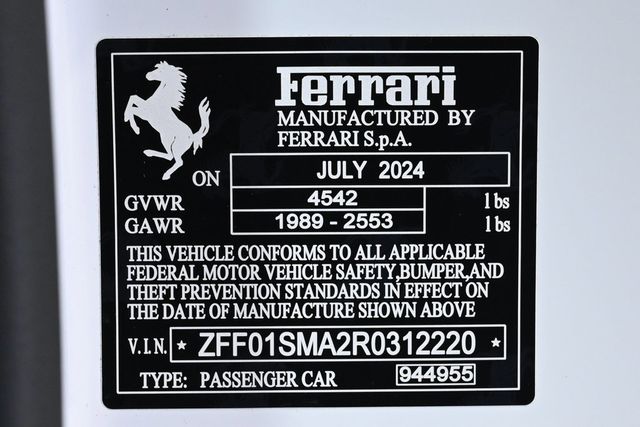 Ferrari
MANUFACTURED BY
FERRARI S.p.A.
ON JULY 2024
GVWR 4542 lbs
GAWR 1989 - 2553 lbs
THIS VEHICLE CONFORMS TO ALL APPLICABLE
FEDERAL MOTOR VEHICLE SAFETY,BUMPER,AND
THEFT PREVENTION STANDARDS IN EFFECT ON
THE DATE OF MANUFACTURE SHOWN ABOVE
V.I.N. * ZFF01SMA2R0312220 *
TYPE: PASSENGER CAR 944955